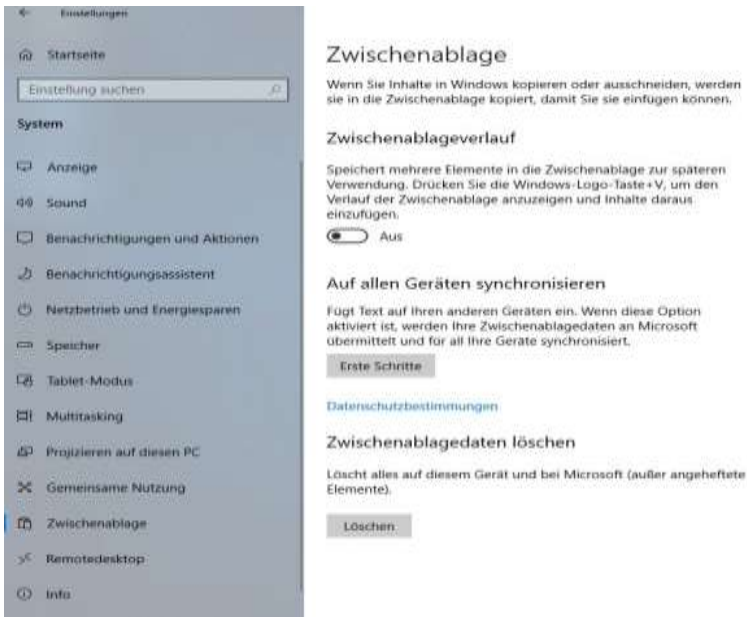 Einstellungen
Startseite
Einstellung suchen
System
Anzeige
Sound
Benachrichtigungen und Aktionen
Benachrichtigungsassistent
Netzbetrieb und Energiesparen
Speicher
Tablet-Modus
Multitasking
Projizieren auf diesen PC
Gemeinsame Nutzung
Zwischenablage
Remotedesktop
Info
Zwischenablage
Wenn Sie Inhalte in Windows kopieren oder ausschneiden, werden
sie in die Zwischenablage kopiert, damit Sie sie einfügen können.
Zwischenablageverlauf
Speichert mehrere Elemente in die Zwischenablage zur späteren
Verwendung. Drücken Sie die Windows-Logo-Taste+V, um den
Verlauf der Zwischenablage anzuzeigen und Inhalte daraus
einzufügen.
Aus
Auf allen Geräten synchronisieren
Fügt Text auf Ihren anderen Geräten ein. Wenn diese Option
aktiviert ist, werden Ihre Zwischenablagedaten an Microsoft
übermittelt und für all Ihre Geräte synchronisiert.
Erste Schritte
Datenschutzbestimmungen
Zwischenablagedaten löschen
Löscht alles auf diesem Gerät und bei Microsoft (außer angeheftete
Elemente).
Löschen